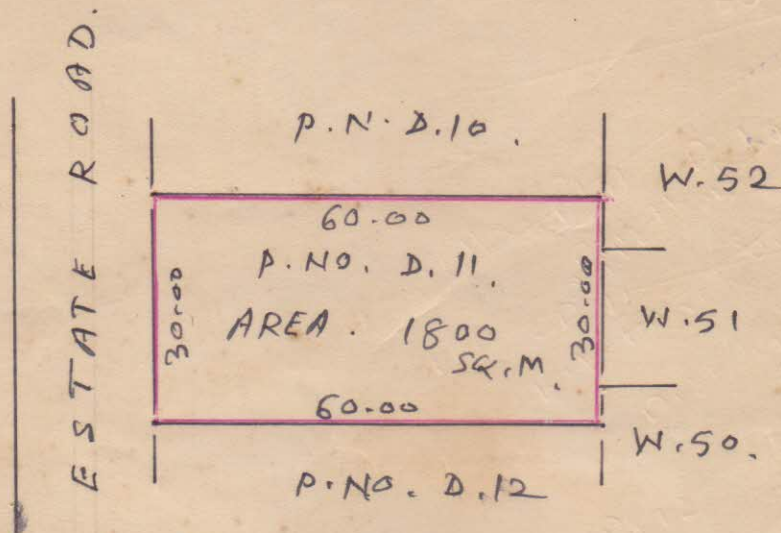 ESTATE ROAD.
P.N. D.10.
W.52
60.00
P.NO. D.11.
30.00
30.00
AREA. 1800
SQ.M.
W.51
60.00
W.50.
P.NO. D.12